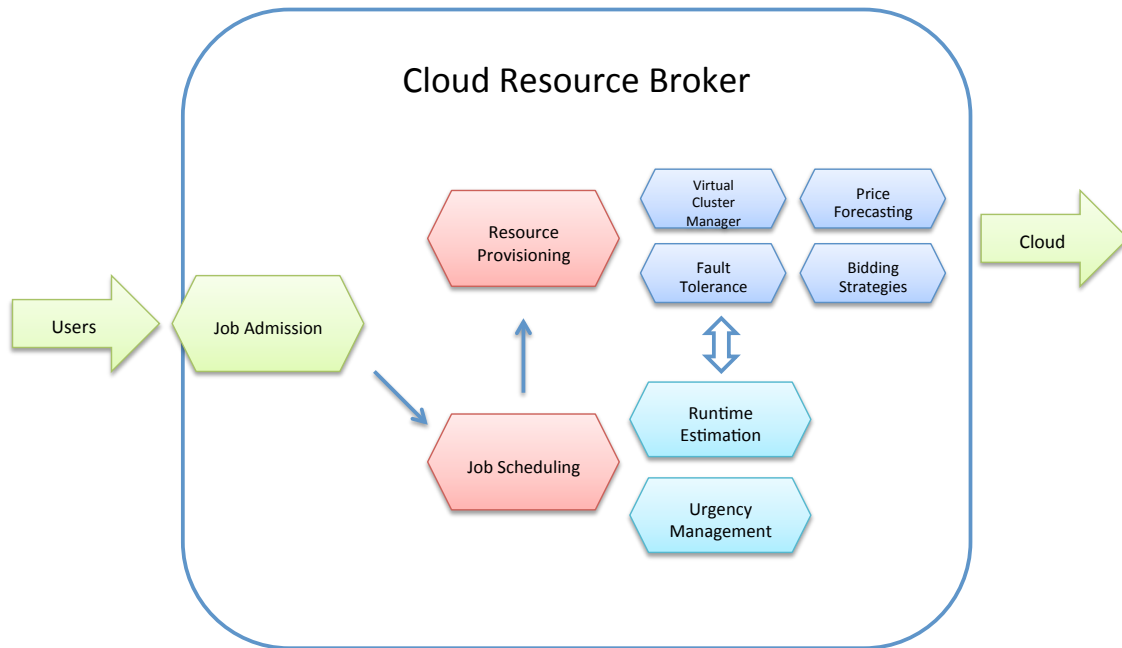 Cloud Resource Broker
Virtual
Cluster
Manager
Price
Forecasting
Resource
Provisioning
Fault
Tolerance
Bidding
Strategies
Cloud
Users
Job Admission
Runtime
Estimation
Job Scheduling
Urgency
Management